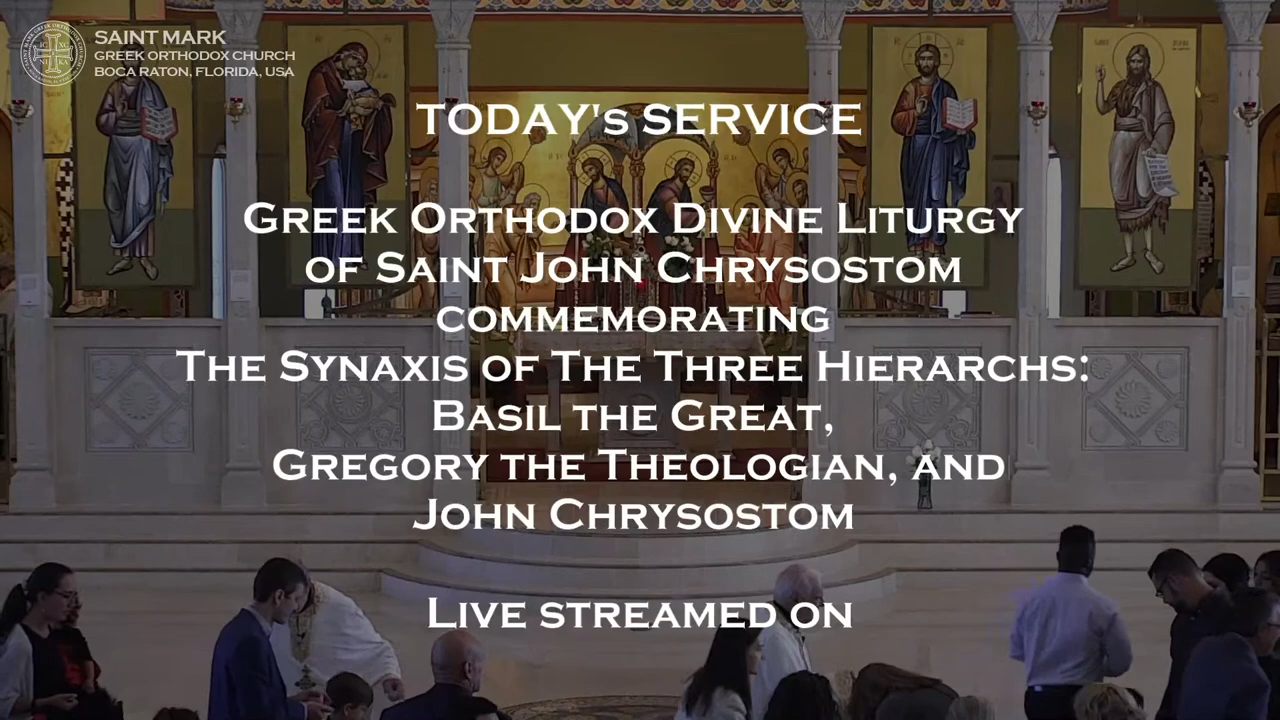 SAINT MARK
GREEK ORTHODOX CHURCH
BOCA RATON, FLORIDA, USA
TODAY's SERVICE
GREEK ORTHODOX DIVINE LITURGY
OF SAINT JOHN CHRYSOSTOM
COMMEMORATING
THE SYNAXIS OF THE THREE HIERARCHS:
BASIL THE GREAT,
GREGORY THE THEOLOGIAN, AND
JOHN CHRYSOSTOM
LIVE STREAMED ON